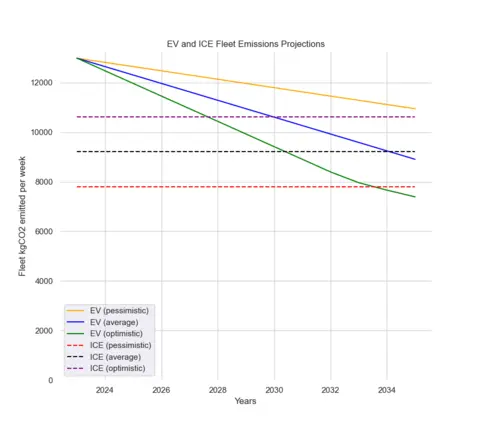 EV and ICE Fleet Emissions Projections
Fleet kgCO2 emitted per week
12000
10000
8000
6000
4000
2000
0
EV (pessimistic)
EV (average)
EV (optimistic)
ICE (pessimistic)
ICE (average)
ICE (optimistic)
2024
2026
2028
2030
2032
2034
Years